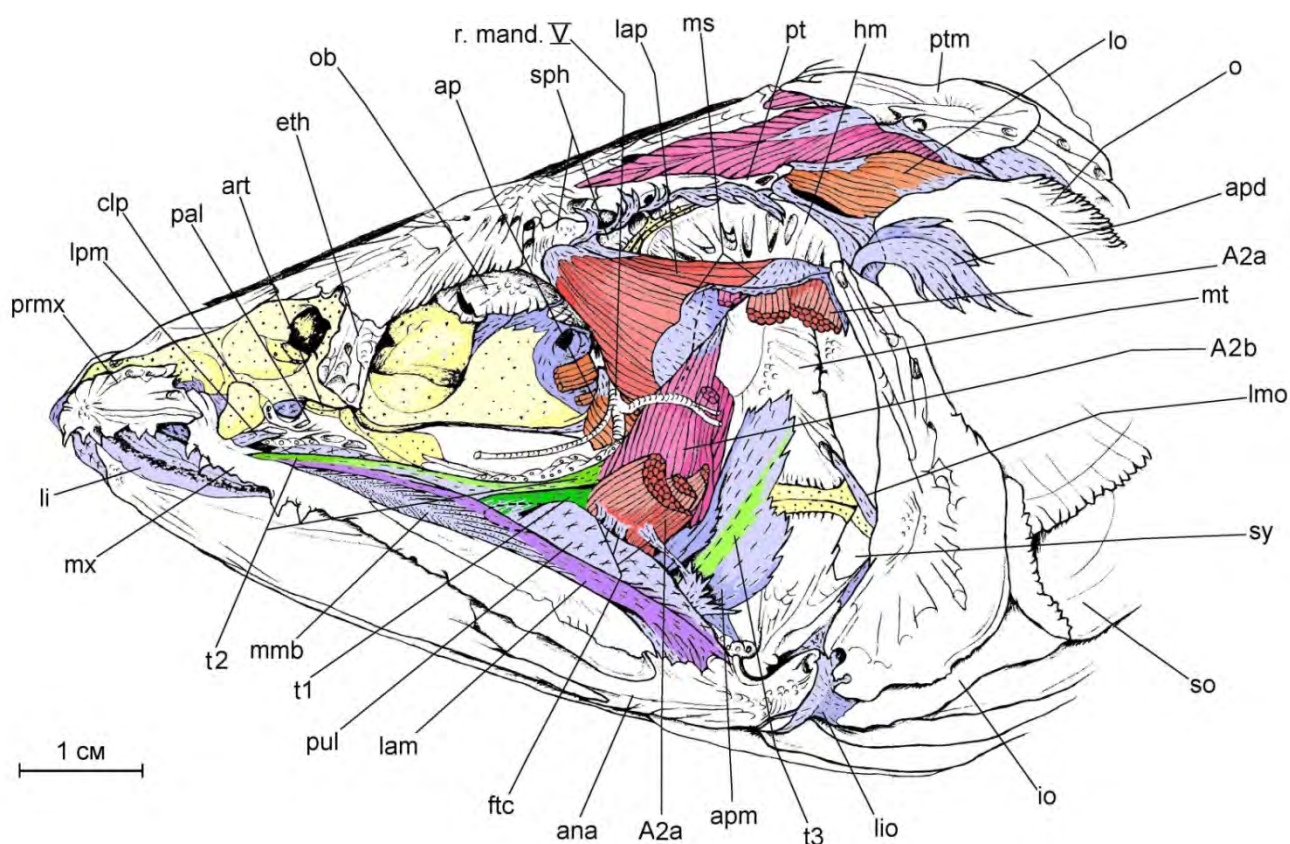 r. mand. V
lap
ms
pt
hm
ptm
lo
o
ob
ap
sph
eth
art
pal
clp
lpm
prmx
apd
A2a
mt
A2b
lmo
sy
so
io
li
mx
t2
mmb
t1
pul
lam
ftc
ana
A2a
apm
t3
lio
1 см